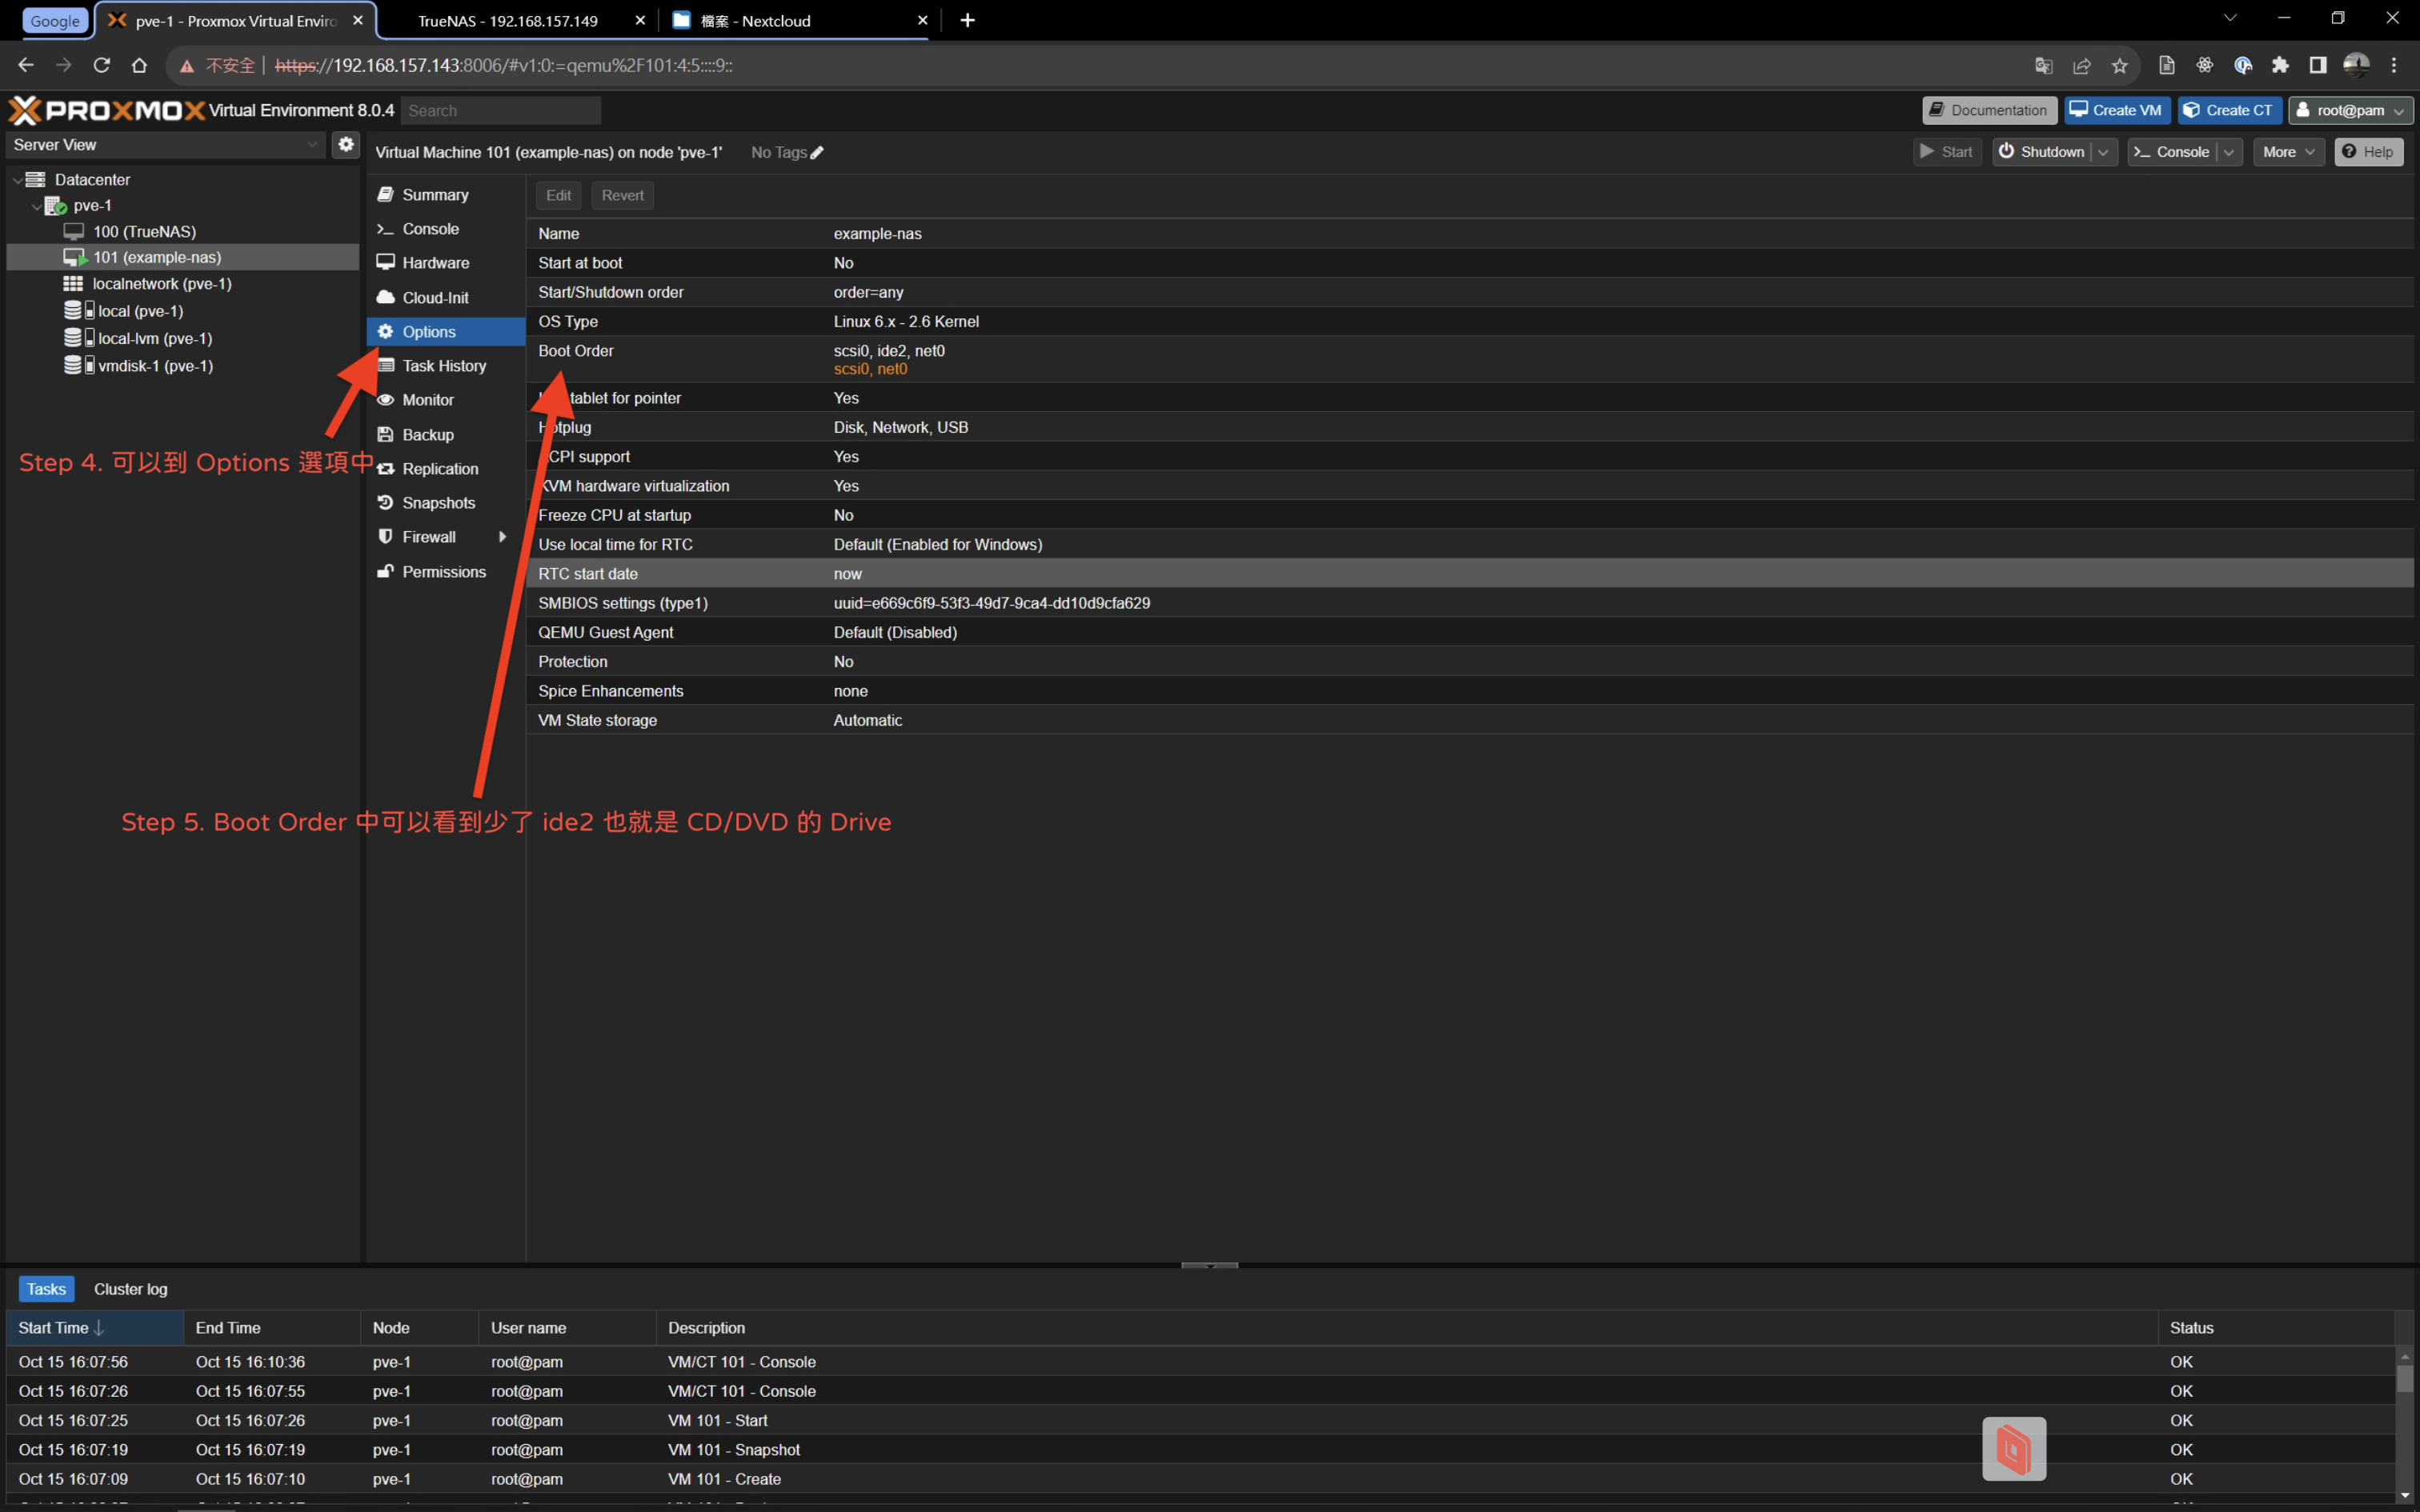 Google
pve-1 - Proxmox Virtual Enviro
TrueNAS - 192.168.157.149
檔案 - Nextcloud
不安全
https://192.168.157.143:8006/#v1:0:=qemu%2F101:4:5::::9::
PROXMOX Virtual Environment 8.0.4
Search
Documentation
Create VM
Create CT
root@pam
Server View
Virtual Machine 101 (example-nas) on node 'pve-1'
No Tags
Start
Shutdown
Console
More
Help
Datacenter
pve-1
100 (TrueNAS)
101 (example-nas)
localnetwork (pve-1)
local (pve-1)
local-lvm (pve-1)
vmdisk-1 (pve-1)
Step 4. 可以到 Options 選項中
Summary
Console
Hardware
Cloud-Init
Options
Task History
Monitor
Backup
Replication
Snapshots
Firewall
Permissions
Edit
Revert
Name example-nas
Start at boot No
Start/Shutdown order order=any
OS Type Linux 6.x - 2.6 Kernel
Boot Order scsi0, ide2, net0
scsi0, net0
tablet for pointer Yes
Hotplug Disk, Network, USB
CPI support Yes
KVM hardware virtualization Yes
Freeze CPU at startup No
Use local time for RTC Default (Enabled for Windows)
RTC start date now
SMBIOS settings (type1) uuid=e669c6f9-53f3-49d7-9ca4-dd10d9cfa629
QEMU Guest Agent Default (Disabled)
Protection No
Spice Enhancements none
VM State storage Automatic
Step 5. Boot Order 中可以看到少了 ide2 也就是 CD/DVD 的 Drive
Tasks
Cluster log
Start Time End Time Node User name Description Status
Oct 15 16:07:56 Oct 15 16:10:36 pve-1 root@pam VM/CT 101 - Console OK
Oct 15 16:07:26 Oct 15 16:07:55 pve-1 root@pam VM/CT 101 - Console OK
Oct 15 16:07:25 Oct 15 16:07:26 pve-1 root@pam VM 101 - Start OK
Oct 15 16:07:19 Oct 15 16:07:19 pve-1 root@pam VM 101 - Snapshot OK
Oct 15 16:07:09 Oct 15 16:07:10 pve-1 root@pam VM 101 - Create OK